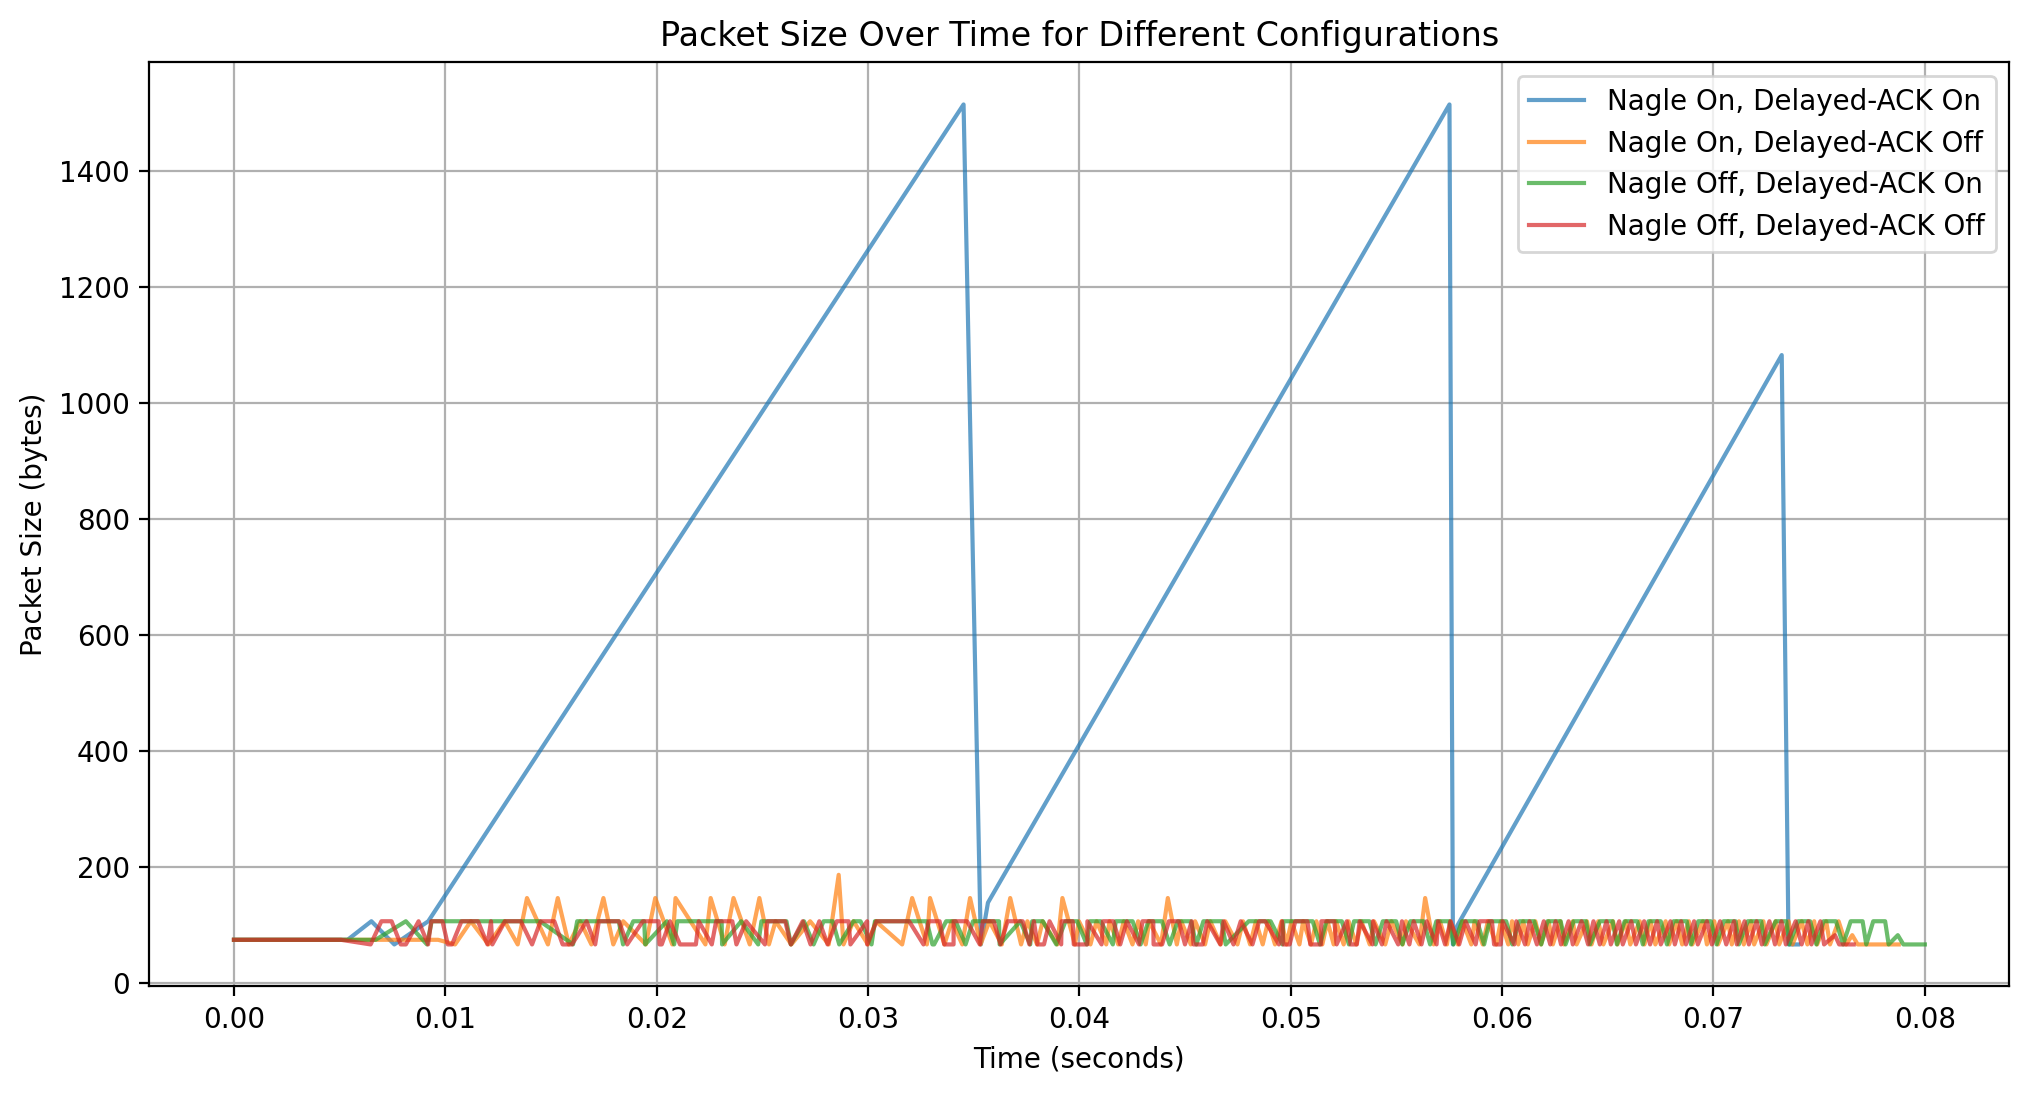 Packet Size Over Time for Different Configurations
Nagle On, Delayed-ACK On
Nagle On, Delayed-ACK Off
Nagle Off, Delayed-ACK On
Nagle Off, Delayed-ACK Off
Packet Size (bytes)
1400
1200
1000
800
600
400
200
0
0.00 0.01 0.02 0.03 0.04 0.05 0.06 0.07 0.08
Time (seconds)